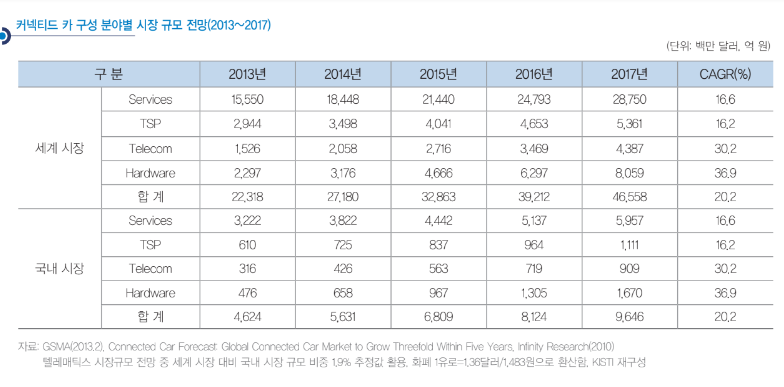 커넥티드 카 구성 분야별 시장 규모 전망(2013~2017)
(단위: 백만 달러, 억 원)
구 분 2013년 2014년 2015년 2016년 2017년 CAGR(%)
세계 시장 Services 15,550 18,448 21,440 24,793 28,750 16.6
TSP 2,944 3,498 4,041 4,653 5,361 16.2
Telecom 1,526 2,058 2,716 3,469 4,387 30.2
Hardware 2,297 3,176 4,666 6,297 8,059 36.9
합 계 22,318 27,180 32,863 39,212 46,558 20.2
국내 시장 Services 3,222 3,822 4,442 5,137 5,957 16.6
TSP 610 725 837 964 1,111 16.2
Telecom 316 426 563 719 909 30.2
Hardware 476 658 967 1,305 1,670 36.9
합 계 4,624 5,631 6,809 8,124 9,646 20.2
자료: GSMA(2013.2), Connected Car Forecast: Global Connected Car Market to Grow Threefold Within Five Years, Infinity Research(2010)
텔레매틱스 시장규모 전망 중 세계 시장 대비 국내 시장 규모 비중 1.9% 추정값 활용, 화폐 1유로=1.36달러/1,483원으로 환산함, KISTI 재구성